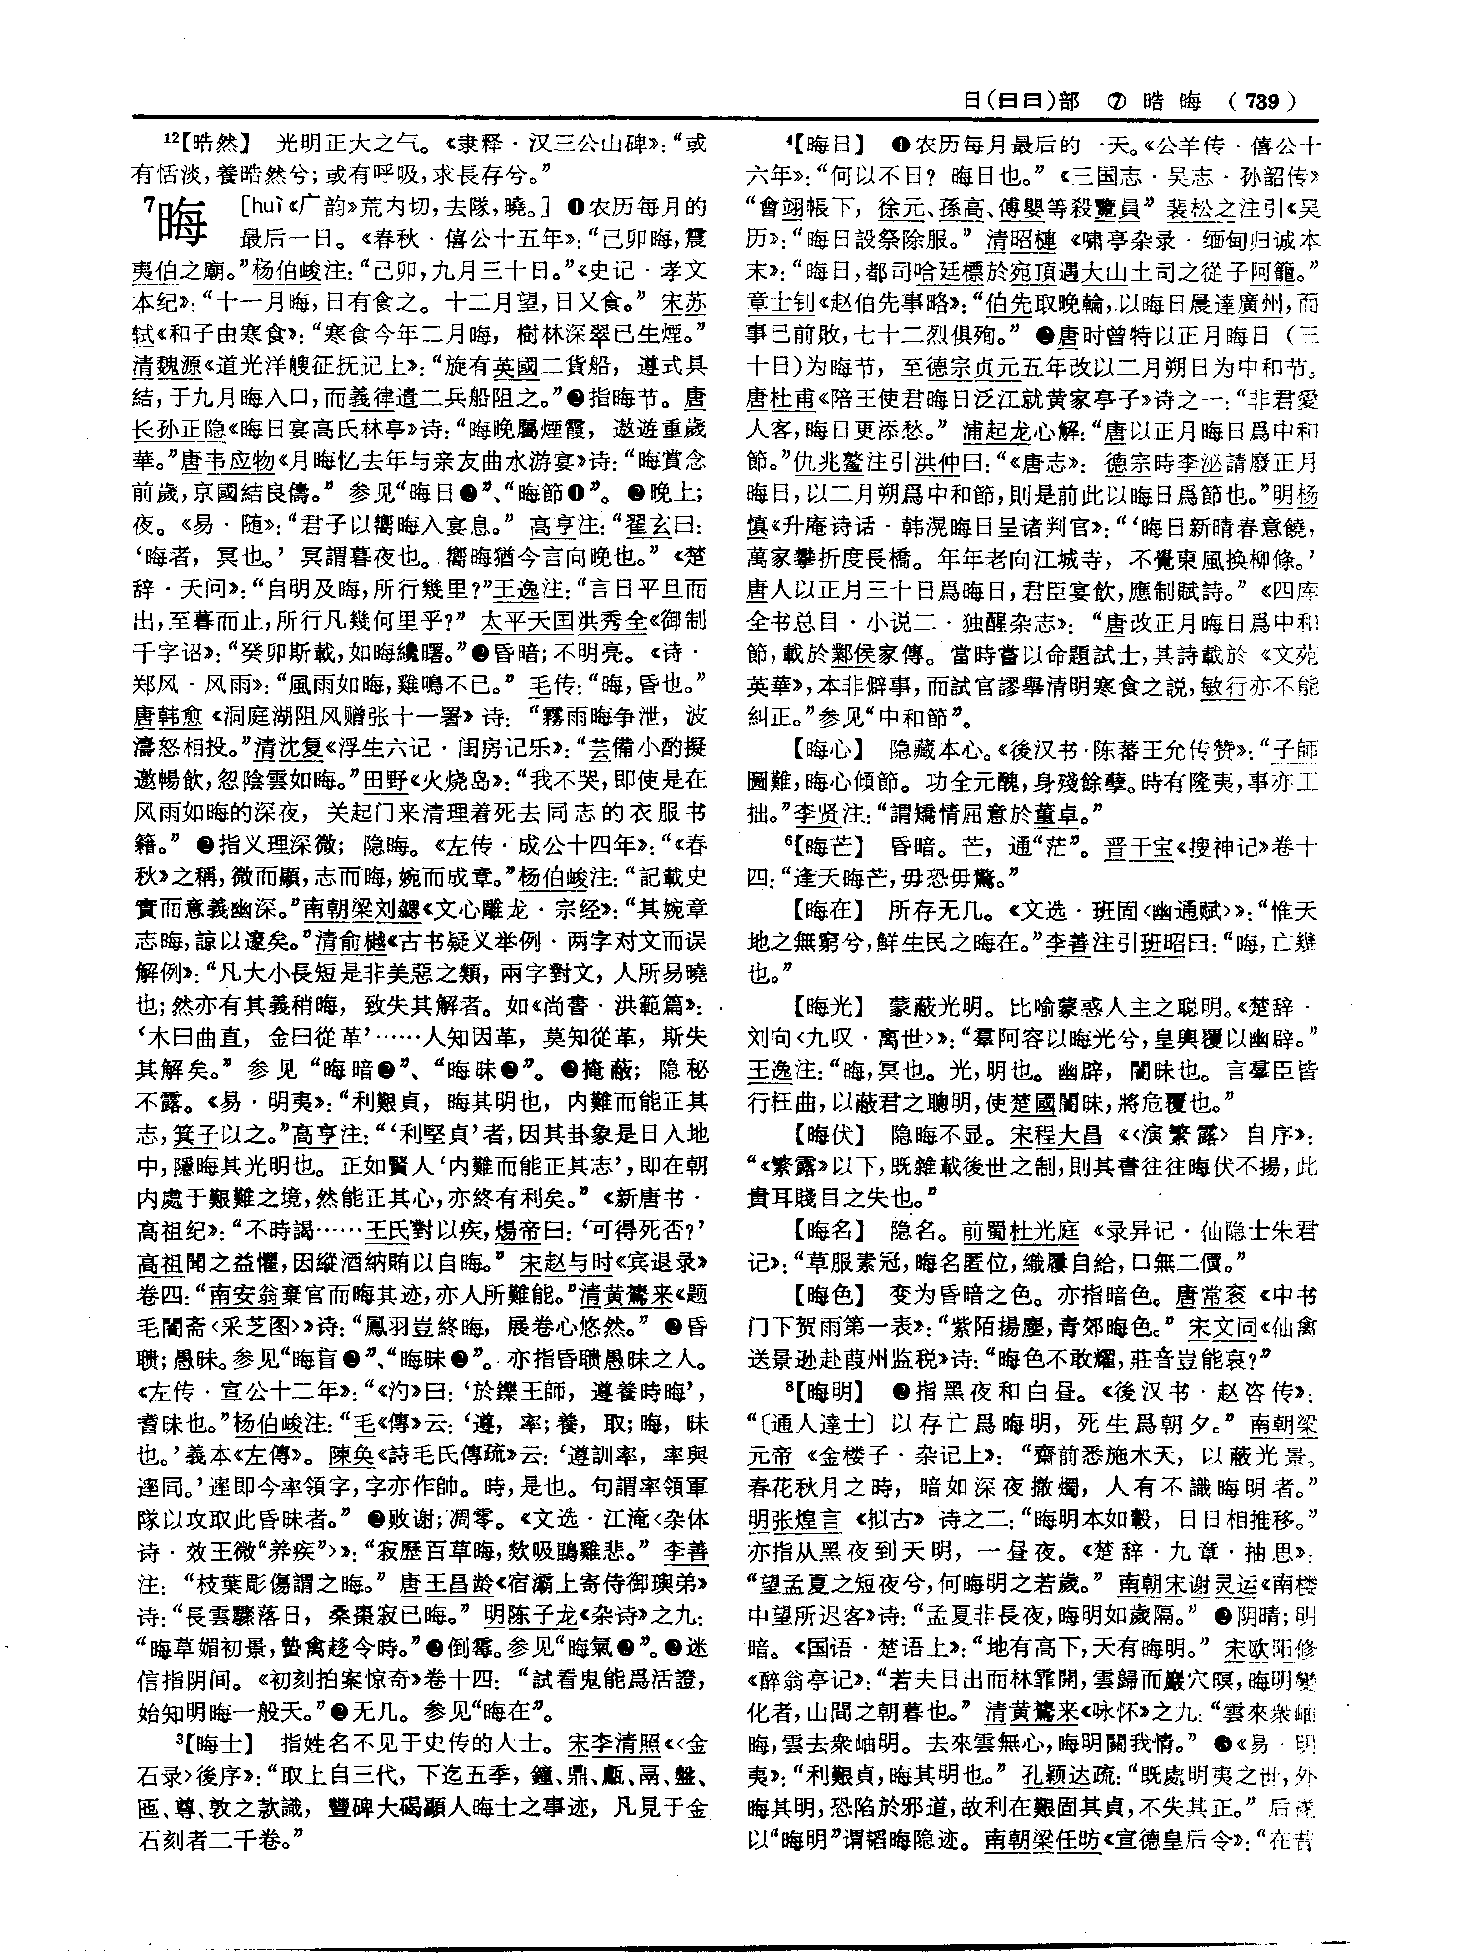 日(日曰)部 ⑦ 晧 晦 (739)
12【晧然】 光明正大之气。《隶释·汉三公山碑》:“或
有恬淡,養晧然兮;或有呼吸,求長存兮。”
7晦 [huì《广韵》荒内切,去隊,曉。] ❶农历每月的
最后一日。《春秋·僖公十五年》:“己卯晦,震
夷伯之廟。”杨伯峻注:“己卯,九月三十日。”《史记·孝文
本纪》:“十一月晦,日有食之。十二月望,日又食。” 宋苏
轼《和子由寒食》:“寒食今年二月晦,樹林深翠已生煙。”
清魏源《道光洋艘征抚记上》:“旋有英國二貨船,遵式具
結,于九月晦入口,而義律遣二兵船阻之。”❷指晦节。唐
长孙正隐《晦日宴高氏林亭》诗:“晦晚屬煙霞,遨遊重歲
華。”唐韦应物《月晦忆去年与亲友曲水游宴》诗:“晦賞念
前歲,京國結良儔。” 参见“晦日❷”、“晦節❶”。 ❸晚上;
夜。《易·随》:“君子以嚮晦入宴息。” 高亨注:“翟玄曰:
‘晦者,冥也。’冥謂暮夜也。嚮晦猶今言向晚也。”《楚
辞·天问》:“自明及晦,所行幾里?”王逸注:“言日平旦而
出,至暮而止,所行凡幾何里乎?” 太平天囯洪秀全《御制
千字诏》:“癸卯斯載,如晦纔曙。”❹昏暗;不明亮。《诗·
郑风·风雨》:“風雨如晦,雞鳴不已。” 毛传:“晦,昏也。”
唐韩愈《洞庭湖阻风赠张十一署》诗:“霧雨晦争泄,波
濤怒相投。”清沈复《浮生六记·闺房记乐》:“芸備小酌擬
邀暢飲,忽陰雲如晦。”田野《火烧岛》:“我不哭,即使是在
风雨如晦的深夜,关起门来清理着死去同志的衣服书
籍。” ❺指义理深微;隐晦。《左传·成公十四年》:“《春
秋》之稱,微而顯,志而晦,婉而成章。”杨伯峻注:“記載史
實而意義幽深。”南朝梁刘勰《文心雕龙·宗经》:“其婉章
志晦,諒以邃矣。”清俞樾《古书疑义举例·两字对文而误
解例》:“凡大小長短是非美惡之類,兩字對文,人所易曉
也;然亦有其義稍晦,致失其解者。如《尚書·洪範篇》:
‘木曰曲直,金曰從革’……人知因革,莫知從革,斯失
其解矣。” 参见“晦暗❷”、“晦昧❷”。❻掩蔽;隐秘
不露。《易·明夷》:“利艱貞,晦其明也,内難而能正其
志,箕子以之。”高亨注:“‘利堅貞’者,因其卦象是日入地
中,隱晦其光明也。正如賢人‘内難而能正其志’,即在朝
内處于艱難之境,然能正其心,亦終有利矣。”《新唐书·
高祖纪》:“不時謁……王氏對以疾,煬帝曰:‘可得死否?’
高祖聞之益懼,因縱酒納賄以自晦。” 宋赵与时《宾退录》
卷四:“南安翁棄官而晦其迹,亦人所難能。”清黄鷟来《题
毛闇斋〈采芝图〉》诗:“鳳羽豈終晦,展卷心悠然。” ❼昏
聩;愚昧。参见“晦盲❷”、“晦昧❸”。亦指昏聩愚昧之人。
《左传·宣公十二年》:“《汋》曰:‘於鑠王師,遵養時晦’,
耆昧也。”杨伯峻注:“毛《傳》云:‘遵,率;養,取;晦,昧
也。’義本《左傳》。陳奂《詩毛氏傳疏》云:‘遵訓率,率與
𨔣同。’𨔣即今率領字,字亦作帥。時,是也。句謂率領軍
隊以攻取此昏昧者。” ❽败谢;凋零。《文选·江淹〈杂体
诗·效王微“养疾”〉》:“寂歷百草晦,欻吸鵾雞悲。”李善
注:“枝葉彫傷謂之晦。” 唐王昌龄《宿灞上寄侍御玙弟》
诗:“長雲驟落日,桑棗寂已晦。”明陈子龙《杂诗》之九:
“晦草媚初景,蟄禽趍令時。”❾倒霉。参见“晦氣❷”。❿迷
信指阴间。《初刻拍案惊奇》卷十四:“試看鬼能爲活證,
始知明晦一般天。”⓫无几。参见“晦在”。
3【晦士】 指姓名不见于史传的人士。宋李清照《〈金
石录〉後序》:“取上自三代,下迄五季,鐘、鼎、甗、鬲、盤、
匜、尊、敦之款識,豐碑大碣顯人晦士之事迹,凡見于金
石刻者二千卷。”
4【晦日】 ❶农历每月最后的一天。《公羊传·僖公十
六年》:“何以不日?晦日也。”《三国志·吴志·孙韶传》
“會翊帳下,徐元、孫高、傅嬰等殺覽員” 裴松之注引《吴
历》:“晦日設祭除服。” 清昭槤《啸亭杂录·缅甸归诚本
末》:“晦日,都司哈廷標於宛頂遇大山土司之從子阿籠。”
章士钊《赵伯先事略》:“伯先取晚輪,以晦日晨達廣州,而
事已前敗,七十二烈俱殉。” ❷唐时曾特以正月晦日(三
十日)为晦节,至德宗贞元五年改以二月朔日为中和节。
唐杜甫《陪王使君晦日泛江就黄家亭子》诗之一:“非君愛
人客,晦日更添愁。” 浦起龙心解:“唐以正月晦日爲中和
節。”仇兆鳌注引洪仲曰:“《唐志》:德宗時李泌請廢正月
晦日,以二月朔爲中和節,則是前此以晦日爲節也。”明杨
慎《升庵诗话·韩滉晦日呈诸判官》:“‘晦日新晴春意饒,
萬家攀折度長橋。年年老向江城寺,不覺東風换柳條。’
唐人以正月三十日爲晦日,君臣宴飲,應制賦詩。”《四库
全书总目·小说二·独醒杂志》:“唐改正月晦日爲中和
節,載於鄴侯家傳。當時嘗以命題試士,其詩載於《文苑
英華》,本非僻事,而試官謬舉清明寒食之説,敏行亦不能
糾正。”参见“中和節”。
【晦心】 隐藏本心。《後汉书·陈蕃王允传赞》:“子師
圖難,晦心傾節。功全元醜,身殘餘孽。時有隆夷,事亦工
拙。”李贤注:“謂矯情屈意於董卓。”
6【晦芒】 昏暗。芒,通“茫”。晋干宝《搜神记》卷十
四:“逢天晦芒,毋恐毋驚。”
【晦在】 所存无几。《文选·班固〈幽通赋〉》:“惟天
地之無窮兮,鮮生民之晦在。”李善注引班昭曰:“晦,亡幾
也。”
【晦光】 蒙蔽光明。比喻蒙惑人主之聪明。《楚辞·
刘向〈九叹·离世〉》:“羣阿容以晦光兮,皇輿覆以幽辟。”
王逸注:“晦,冥也。光,明也。幽辟,闇昧也。言羣臣皆
行枉曲,以蔽君之聰明,使楚國闇昧,將危覆也。”
【晦伏】 隐晦不显。宋程大昌《〈演繁露〉自序》:
“《繁露》以下,既雜載後世之制,則其書往往晦伏不揚,此
貴耳賤目之失也。”
【晦名】 隐名。前蜀杜光庭《录异记·仙隐士朱君
记》:“草服素冠,晦名匿位,織屨自給,口無二價。”
【晦色】 变为昏暗之色。亦指暗色。唐常衮《中书
门下贺雨第一表》:“紫陌揚塵,青郊晦色。” 宋文同《仙禽
送景逊赴葭州监税》诗:“晦色不敢耀,莊音豈能哀?”
8【晦明】 ❶指黑夜和白昼。《後汉书·赵咨传》:
“〔通人達士〕以存亡爲晦明,死生爲朝夕。” 南朝梁
元帝《金楼子·杂记上》:“齋前悉施木天,以蔽光景。
春花秋月之時,暗如深夜撤燭,人有不識晦明者。”
明张煌言《拟古》诗之二:“晦明本如轂,日日相推移。”
亦指从黑夜到天明,一昼夜。《楚辞·九章·抽思》:
“望孟夏之短夜兮,何晦明之若歲。” 南朝宋谢灵运《南楼
中望所迟客》诗:“孟夏非長夜,晦明如歲隔。” ❷阴晴;明
暗。《国语·楚语上》:“地有高下,天有晦明。” 宋欧阳修
《醉翁亭记》:“若夫日出而林霏開,雲歸而巖穴暝,晦明變
化者,山間之朝暮也。” 清黄鷟来《咏怀》之九:“雲來衆岫
晦,雲去衆岫明。去來雲無心,晦明關我情。” ❸《易·明
夷》:“利艱貞,晦其明也。” 孔颖达疏:“既處明夷之世,外
晦其明,恐陷於邪道,故利在艱固其貞,不失其正。” 后遂
以“晦明”谓韬晦隐迹。南朝梁任昉《宣德皇后令》:“在昔